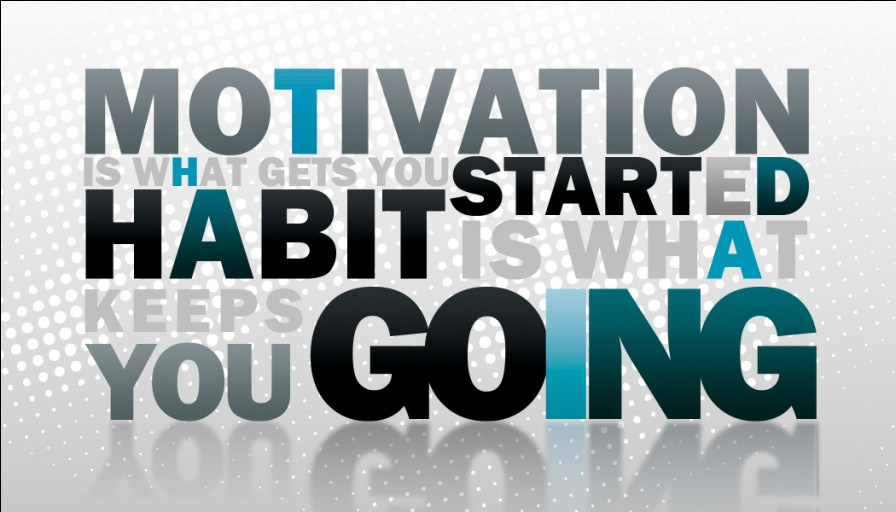 MOTIVATION
IS WHAT GETS YOU STARTED
HABIT IS WHAT
KEEPS
YOU GOING